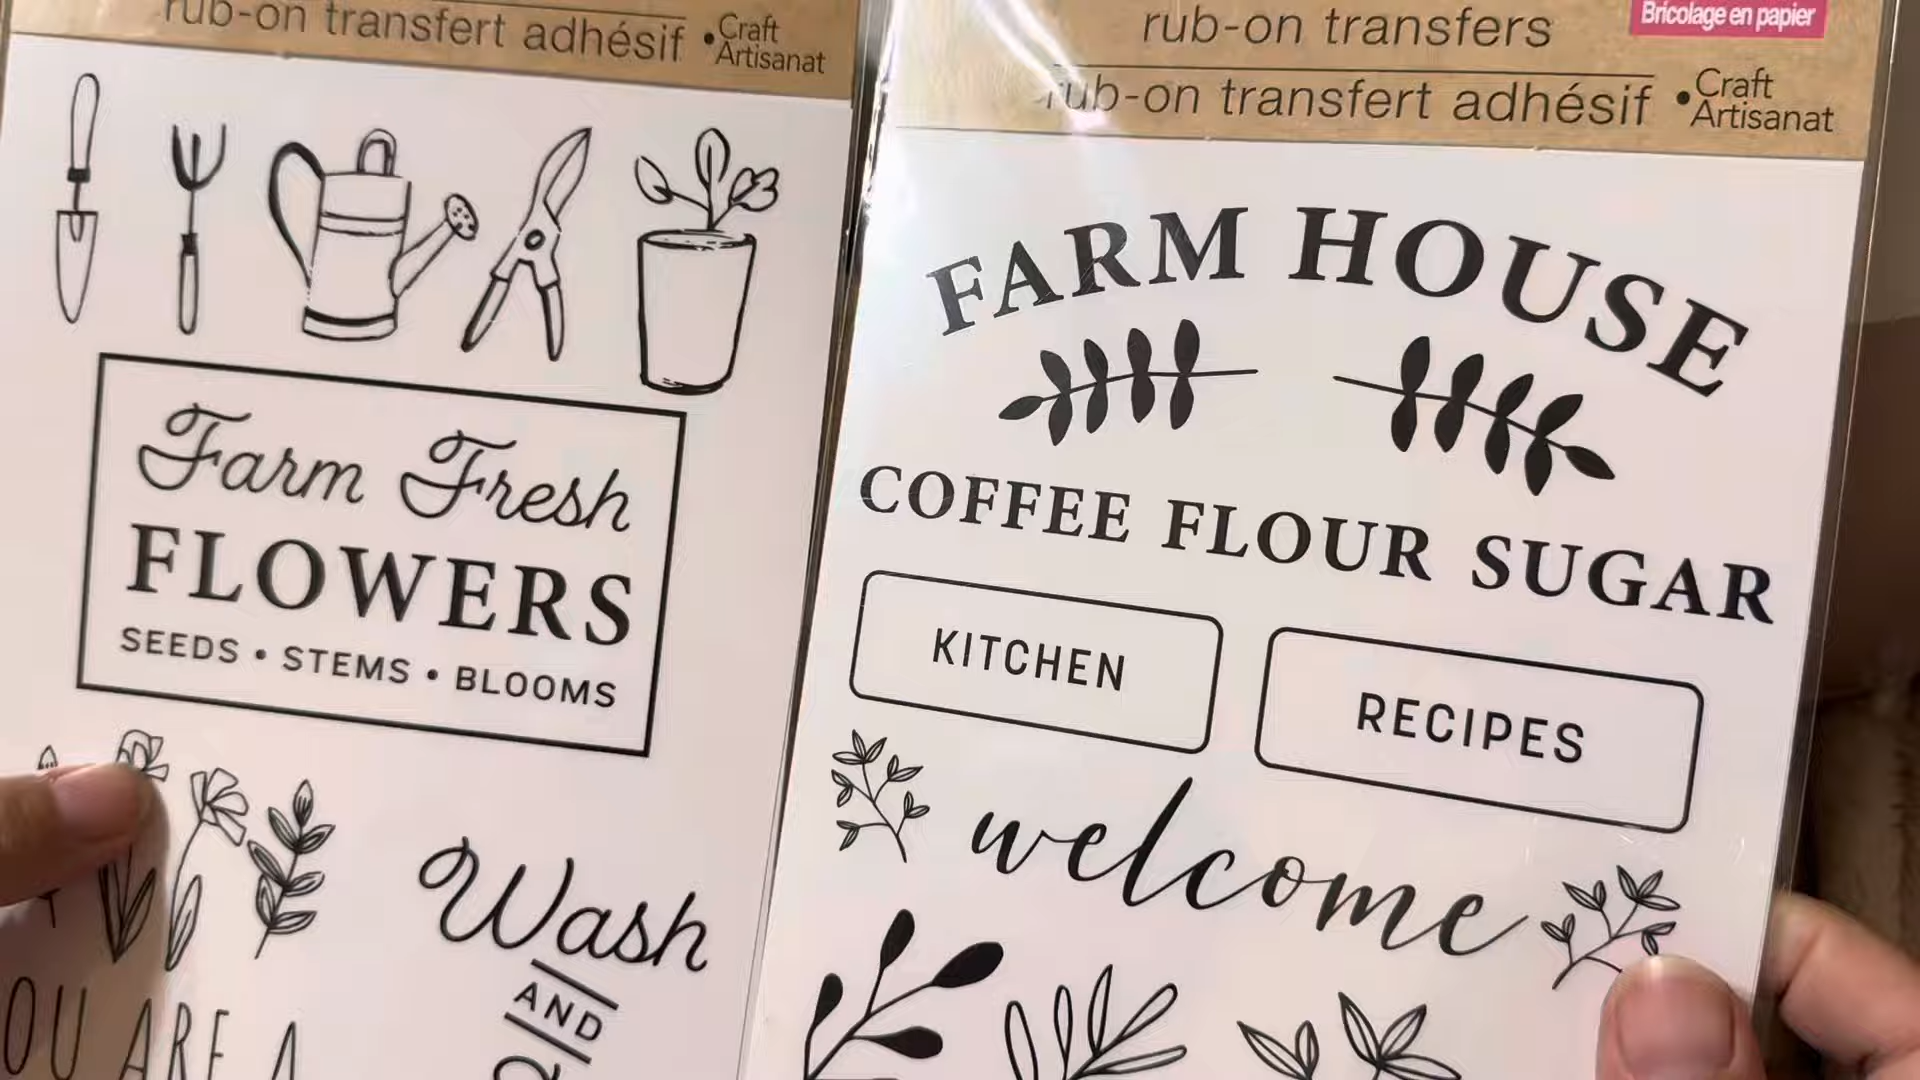 rub-on transfert adhésif • Craft
Artisanat
Farm Fresh
FLOWERS
SEEDS • STEMS • BLOOMS
Wash
AND
ARE A
rub-on transfers
Bricolage en papier
rub-on transfert adhésif • Craft
Artisanat
FARM HOUSE
COFFEE FLOUR SUGAR
KITCHEN
RECIPES
welcome